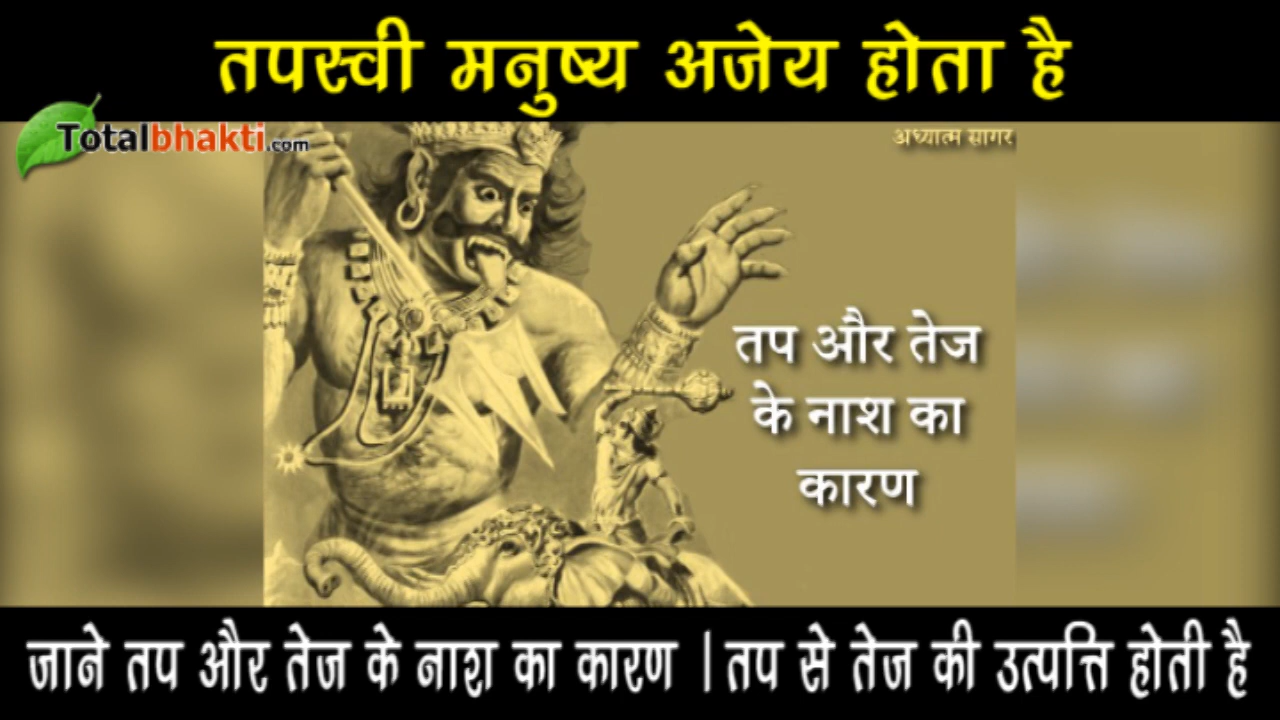 तपस्वी मनुष्य अजेय होता है
Totalbhakti.com
अध्यात्म सागर
तप और तेज
के नाश का
कारण
जाने तप और तेज के नाश का कारण । तप से तेज की उत्पत्ति होती है